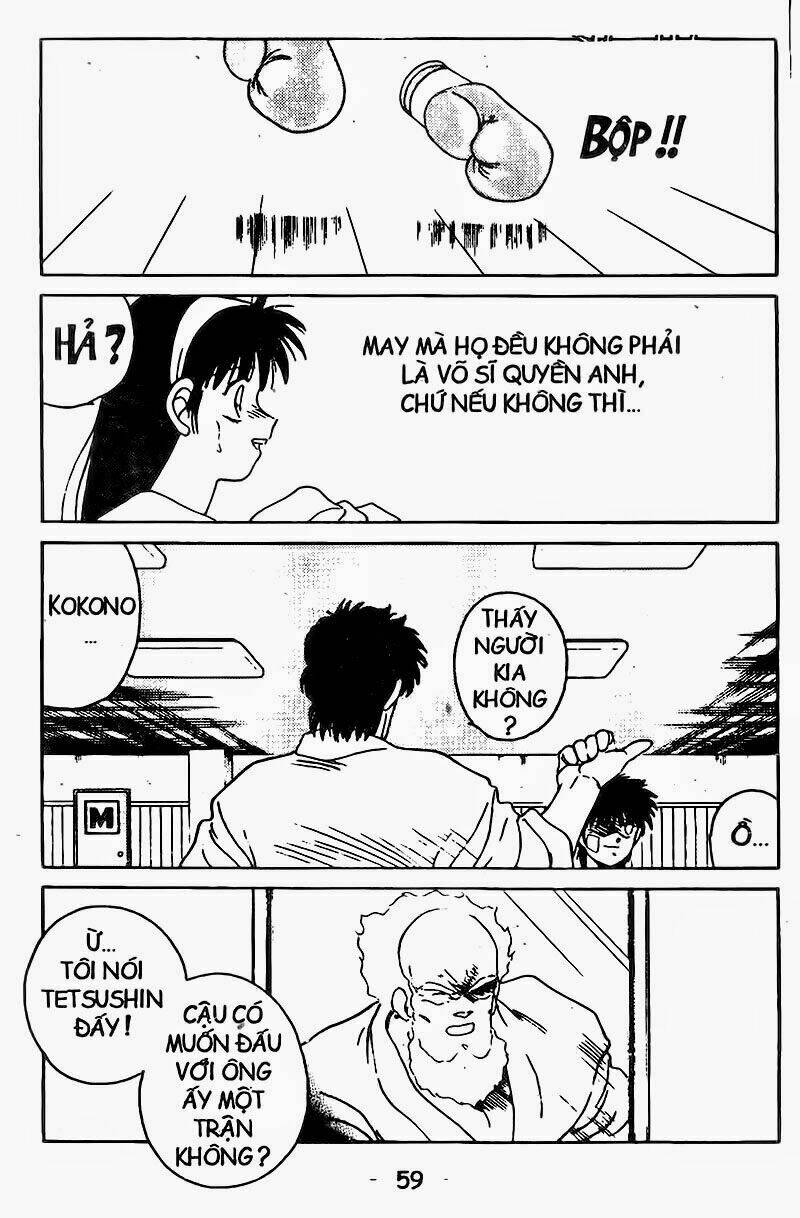 BỘP!!
HẢ?
MAY MÀ HỌ ĐỀU KHÔNG PHẢI
LÀ VÕ SĨ QUYỀN ANH,
CHỨ NẾU KHÔNG THÌ...
KOKONO
...
THẤY
NGƯỜI
KIA
KHÔNG
?
M
Ồ...
Ừ...
TÔI NÓI
TETSUSHIN
ĐẤY!
CẬU CÓ
MUỐN ĐẤU
VỚI ÔNG
ẤY MỘT
TRẬN
KHÔNG?
- 59 -